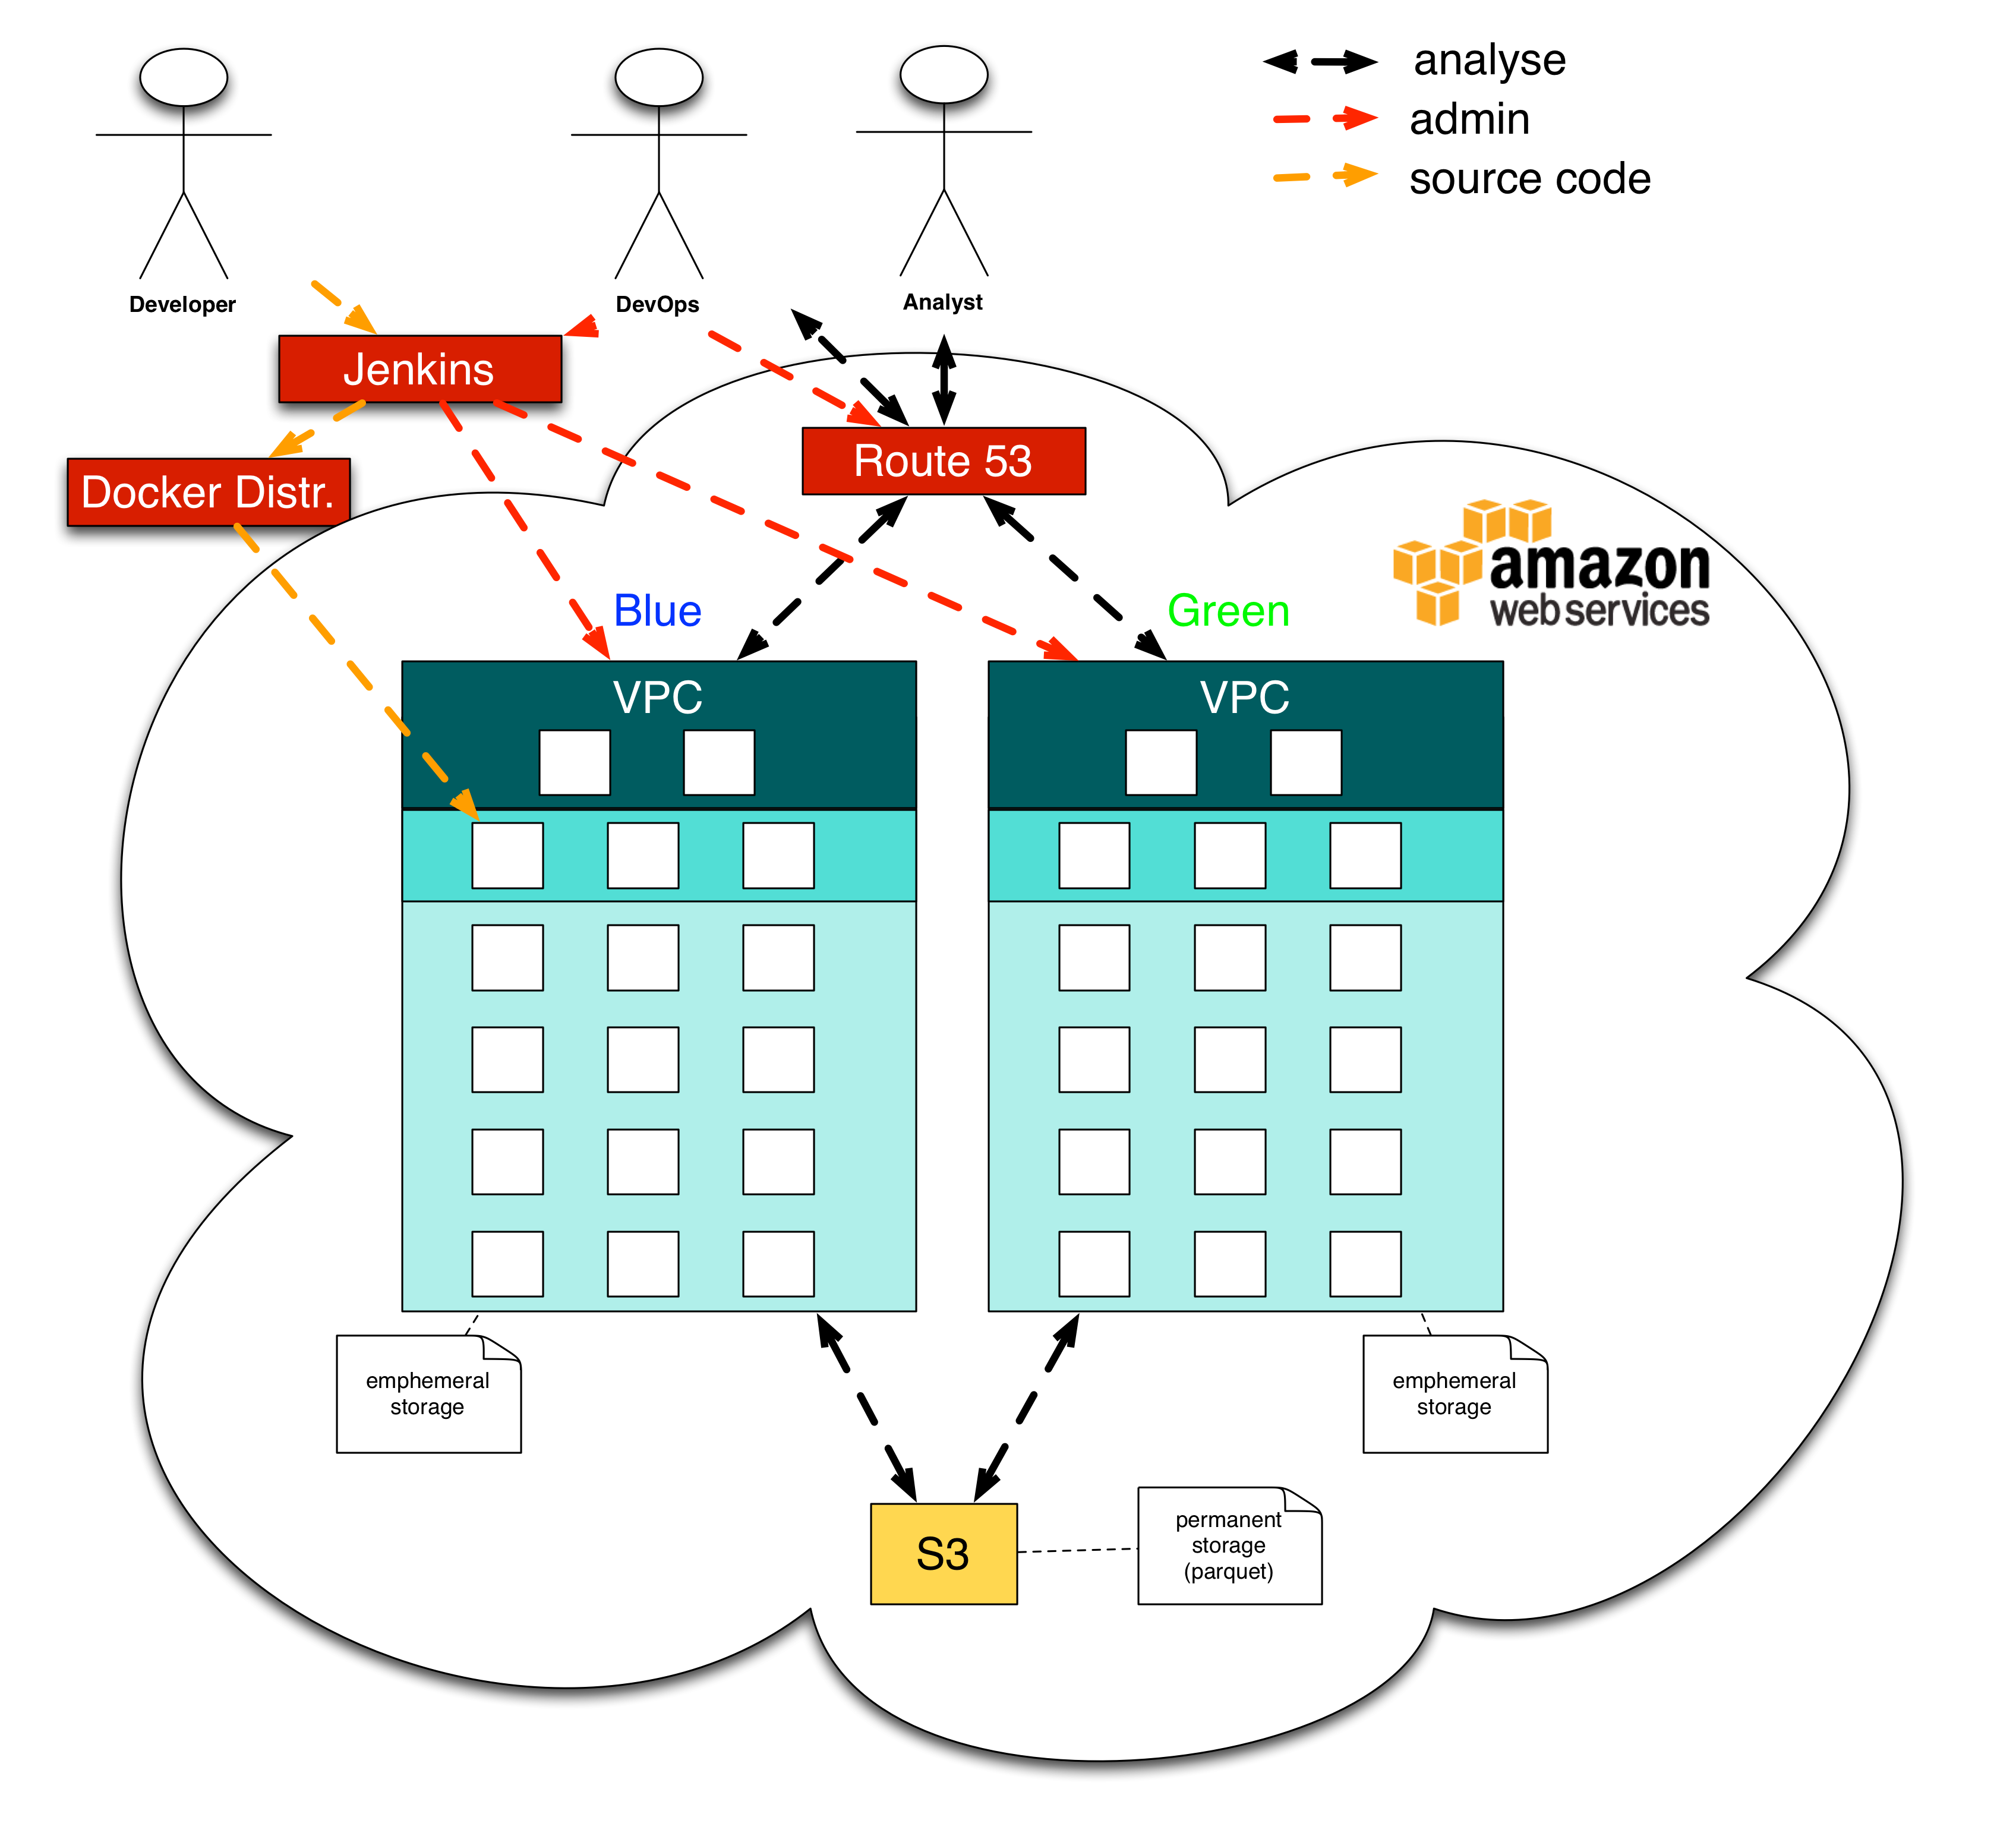 analyse
admin
source code
Developer
DevOps
Analyst
Jenkins
Route 53
Docker Distr.
amazon
web services
Blue
Green
VPC
VPC
emphemeral
storage
emphemeral
storage
S3
permanent
storage
(parquet)